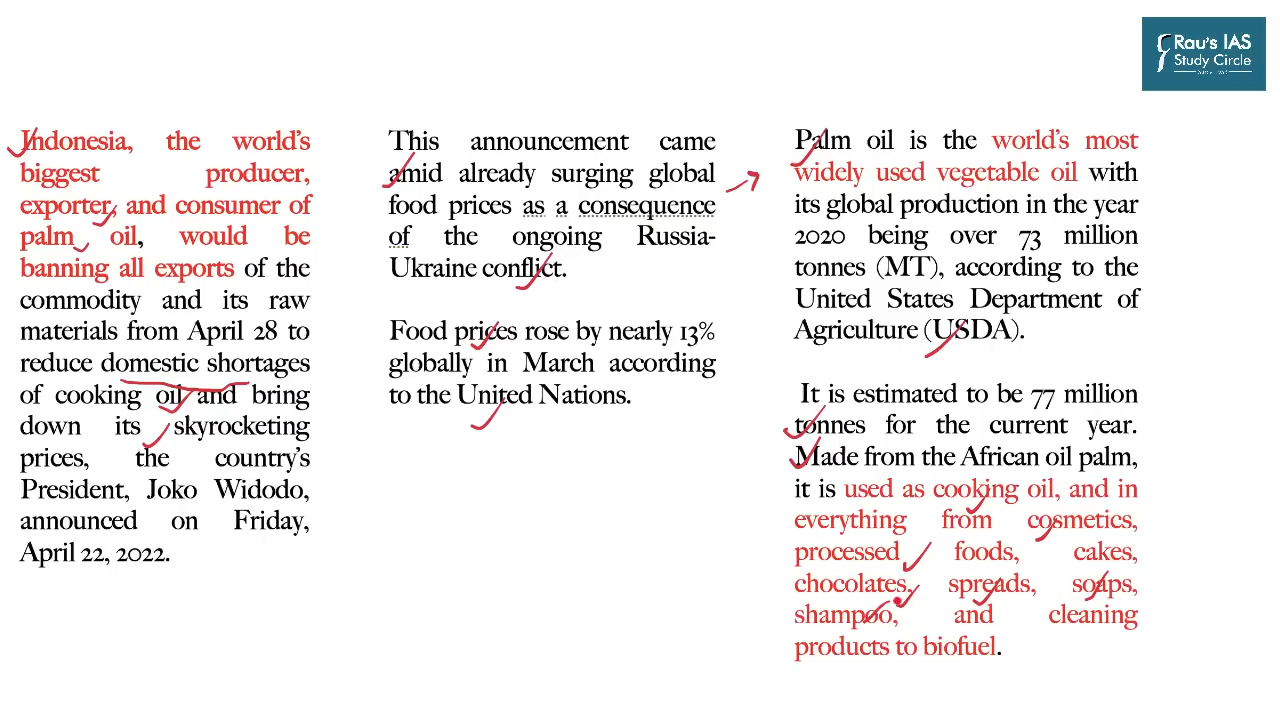 Rau's IAS
Study Circle
Indonesia, the world's
biggest producer,
exporter, and consumer of
palm oil, would be
banning all exports of the
commodity and its raw
materials from April 28 to
reduce domestic shortages
of cooking oil and bring
down its skyrocketing
prices, the country's
President, Joko Widodo,
announced on Friday,
April 22, 2022.
This announcement came
amid already surging global
food prices as a consequence
of the ongoing Russia-
Ukraine conflict.
Food prices rose by nearly 13%
globally in March according
to the United Nations.
Palm oil is the world's most
widely used vegetable oil with
its global production in the year
2020 being over 73 million
tonnes (MT), according to the
United States Department of
Agriculture (USDA).
It is estimated to be 77 million
tonnes for the current year.
Made from the African oil palm,
it is used as cooking oil, and in
everything from cosmetics,
processed foods, cakes,
chocolates, spreads, soaps,
shampoo, and cleaning
products to biofuel.